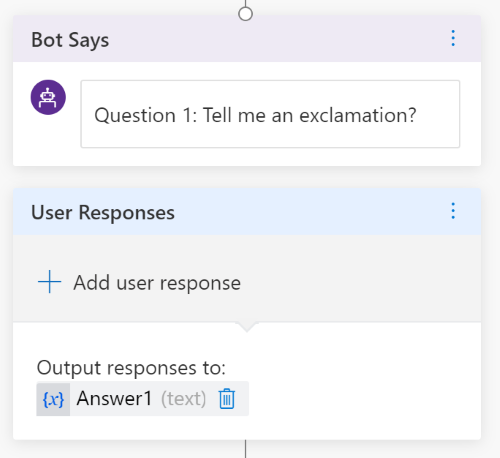 Bot Says
Question 1: Tell me an exclamation?
User Responses
Add user response
Output responses to:
{x} Answer1 (text)